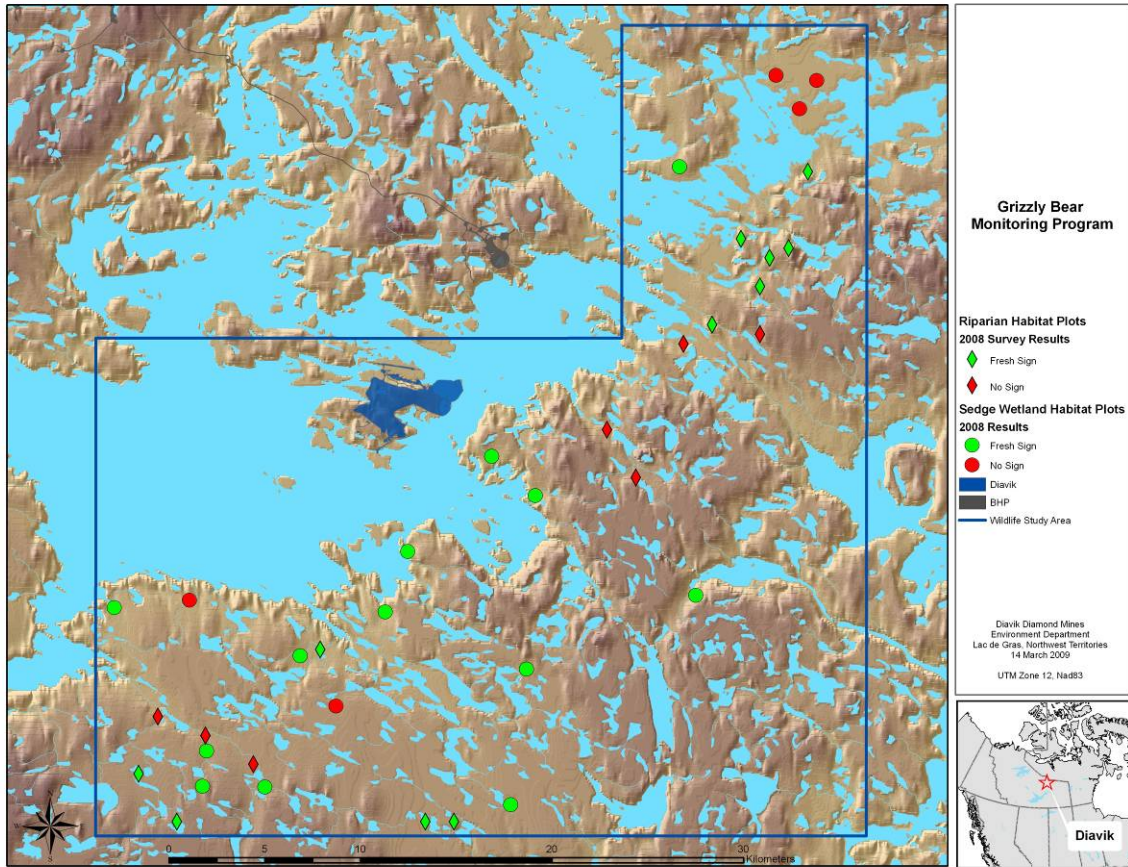 Grizzly Bear
Monitoring Program
Riparian Habitat Plots
2008 Survey Results
Fresh Sign
No Sign
Sedge Wetland Habitat Plots
2008 Results
Fresh Sign
No Sign
Diavik
BHP
Wildlife Study Area
Diavik Diamond Mines
Environment Department
Lac de Gras, Northwest Territories
14 March 2009
UTM Zone 12, Nad83
N
S
0 5 10 20 30
Kilometers
Diavik